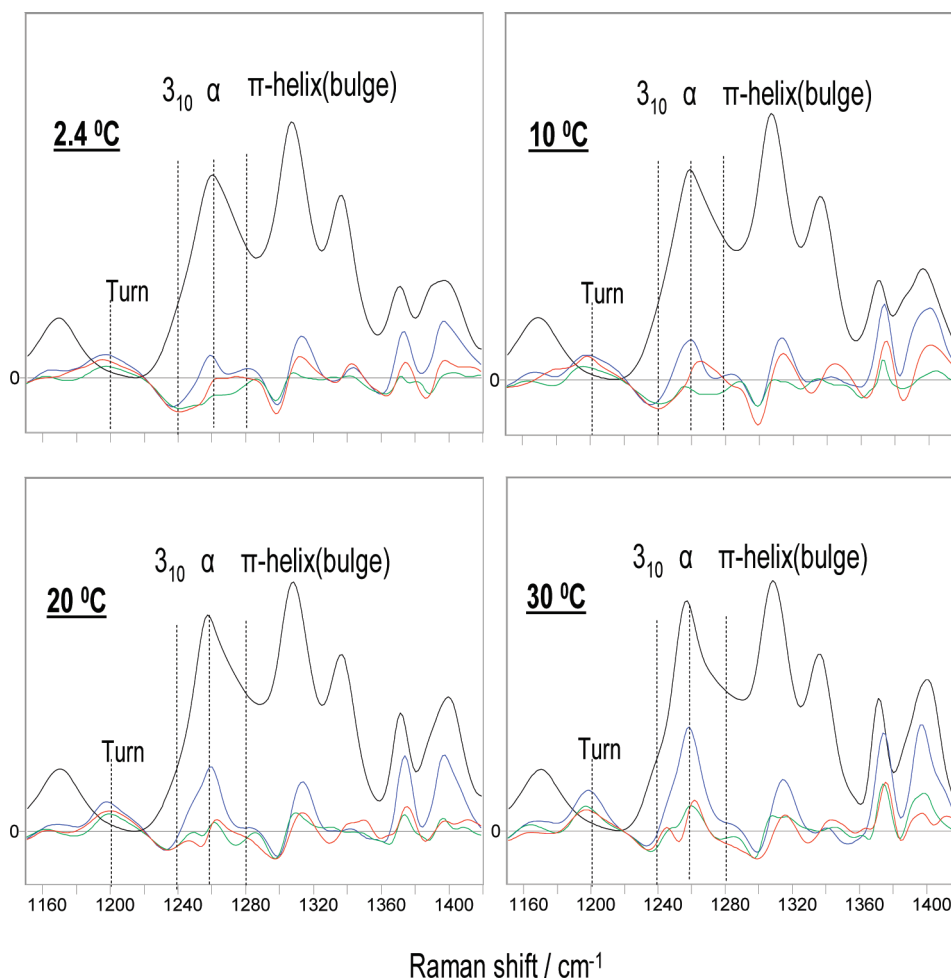 3₁₀ α π-helix(bulge)
2.4 ⁰C
Turn
0
3₁₀ α π-helix(bulge)
10 ⁰C
Turn
0
3₁₀ α π-helix(bulge)
20 ⁰C
Turn
0
1160 1200 1240 1280 1320 1360 1400
3₁₀ α π-helix(bulge)
30 ⁰C
Turn
0
1160 1200 1240 1280 1320 1360 1400
Raman shift / cm⁻¹